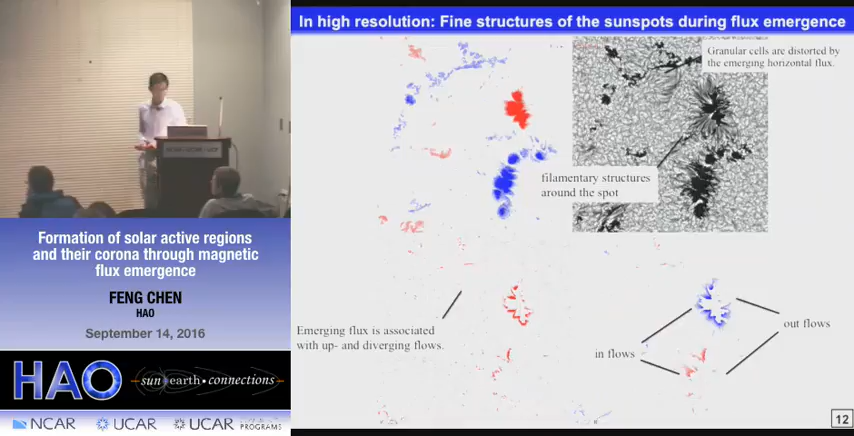 In high resolution: Fine structures of the sunspots during flux emergence
Granular cells are distorted by
the emerging horizontal flux.
filamentary structures
around the spot
Emerging flux is associated
with up- and diverging flows.
in flows
out flows
12
Formation of solar active regions
and their corona through magnetic
flux emergence
FENG CHEN
HAO
September 14, 2016
HAO
sun earth • connections
NCAR
UCAR
UCAR
PROGRAMS